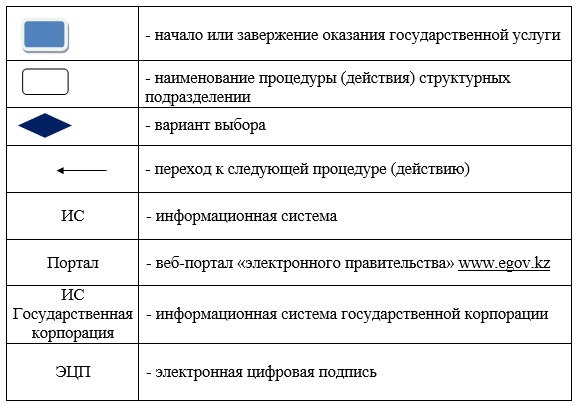 - начало или завержение оказания государственной услуги
- наименование процедуры (действия) структурных
подразделении
- вариант выбора
- переход к следующей процедуре (действию)
ИС
- информационная система
Портал
- веб-портал «электронного правительства» www.egov.kz
ИС
Государственная
корпорация
- информационная система государственной корпорации
ЭЦП
- электронная цифровая подпись